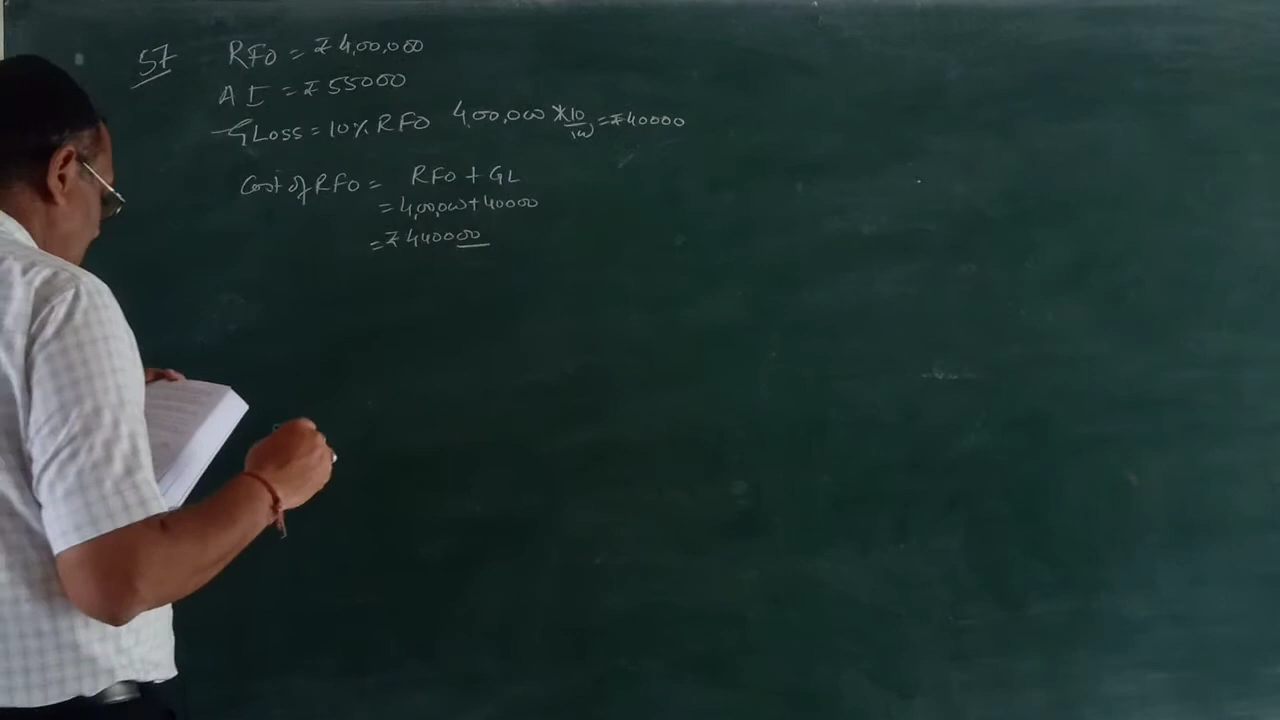 57 RFO = ₹4,00,000
AI = ₹55000
G Loss = 10% RFO 4,00,000 * 10/100 = ₹40000
Cost of RFO = RFO + GL
= 4,00,000 + 40000
= ₹440000